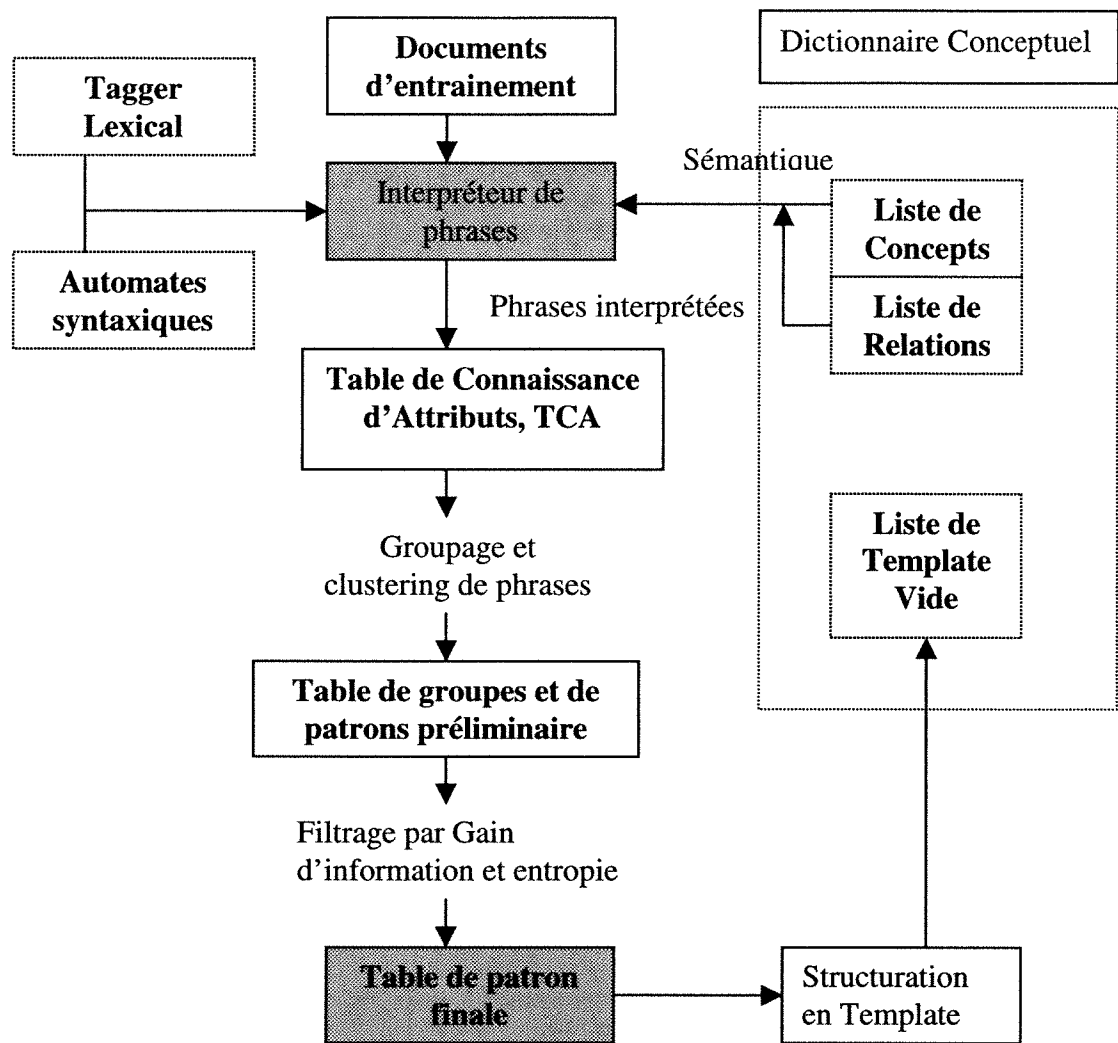 Documents
d'entrainement
Dictionnaire Conceptuel
Tagger
Lexical
Sémantique
Interpréteur de
phrases
Liste de
Concepts
Automates
syntaxiques
Liste de
Relations
Phrases interprétées
Table de Connaissance
d'Attributs, TCA
Liste de
Template
Vide
Groupage et
clustering de phrases
Table de groupes et de
patrons préliminaire
Filtrage par Gain
d'information et entropie
Table de patron
finale
Structuration
en Template